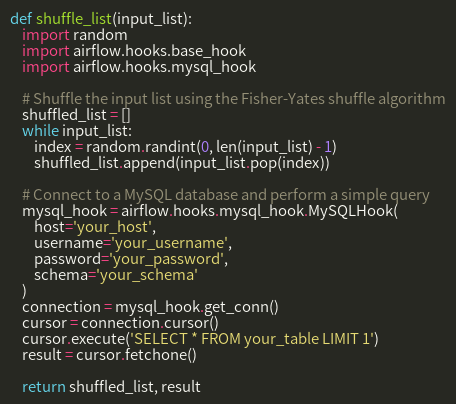 def shuffle_list(input_list):
    import random
    import airflow.hooks.base_hook
    import airflow.hooks.mysql_hook

    # Shuffle the input list using the Fisher-Yates shuffle algorithm
    shuffled_list = []
    while input_list:
        index = random.randint(0, len(input_list) - 1)
        shuffled_list.append(input_list.pop(index))

    # Connect to a MySQL database and perform a simple query
    mysql_hook = airflow.hooks.mysql_hook.MySQLHook(
        host='your_host',
        username='your_username',
        password='your_password',
        schema='your_schema'
    )
    connection = mysql_hook.get_conn()
    cursor = connection.cursor()
    cursor.execute('SELECT * FROM your_table LIMIT 1')
    result = cursor.fetchone()

    return shuffled_list, result